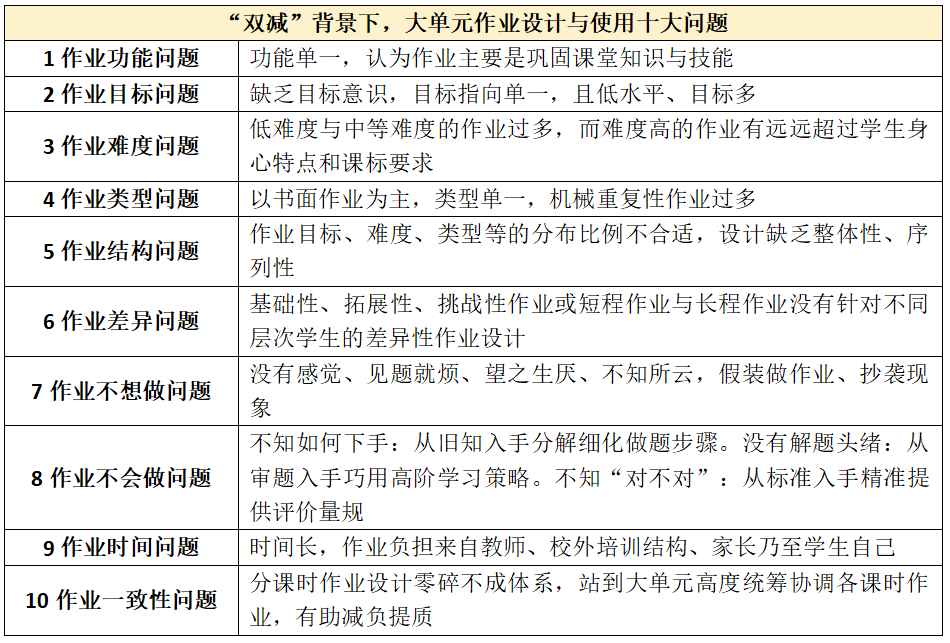 “双减”背景下，大单元作业设计与使用十大问题
1 作业功能问题
功能单一，认为作业主要是巩固课堂知识与技能
2 作业目标问题
缺乏目标意识，目标指向单一，且低水平、目标多
3 作业难度问题
低难度与中等难度的作业过多，而难度高的作业有远远超过学生身
心特点和课标要求
4 作业类型问题
以书面作业为主，类型单一，机械重复性作业过多
5 作业结构问题
作业目标、难度、类型等的分布比例不合适，设计缺乏整体性、序
列性
6 作业差异问题
基础性、拓展性、挑战性作业或短程作业与长程作业没有针对不同
层次学生的差异性作业设计
7 作业不想做问题
没有感觉、见题就烦、望之生厌、不知所云，假装做作业、抄袭现
象
8 作业不会做问题
不知如何下手：从旧知入手分解细化做题步骤。没有解题头绪：从
审题入手巧用高阶学习策略。不知“对不对”：从标准入手精准提
供评价量规
9 作业时间问题
时间长，作业负担来自教师、校外培训结构、家长乃至学生自己
10 作业一致性问题
分课时作业设计零碎不成体系，站到大单元高度统筹协调各课时作
业，有助减负提质